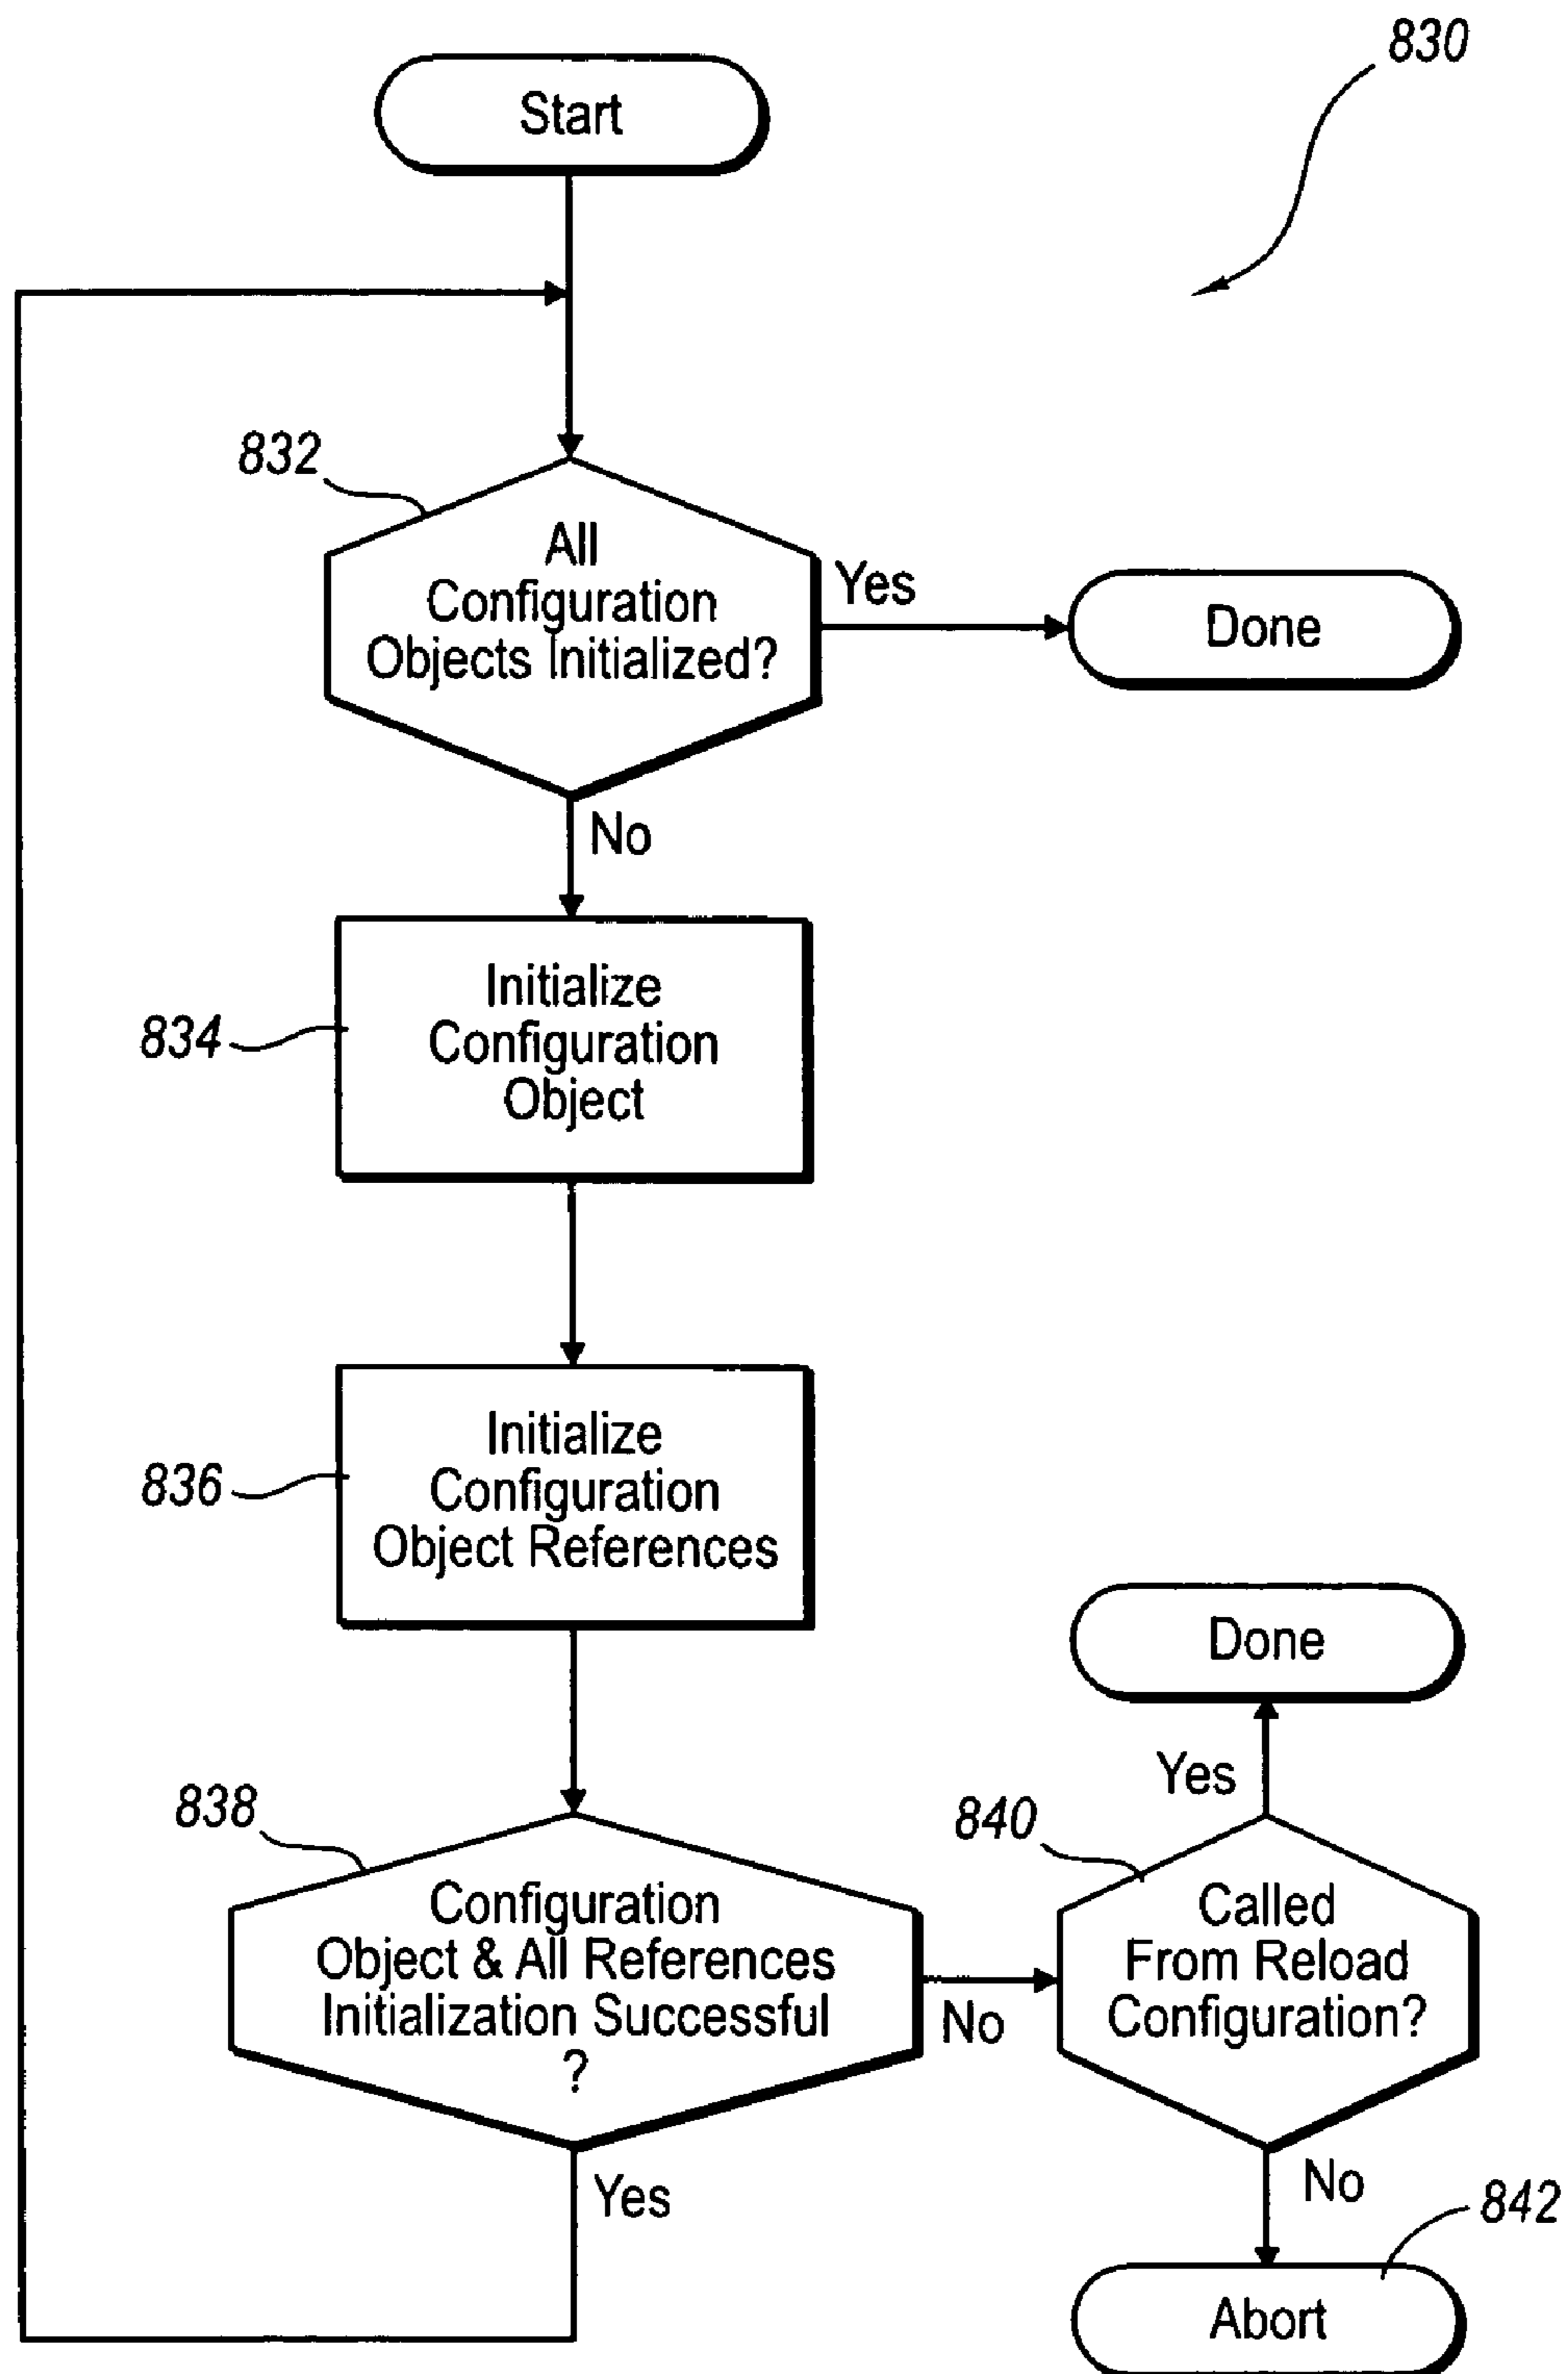 830
Start
832
All
Configuration
Objects Initialized?
Yes
Done
No
834
Initialize
Configuration
Object
836
Initialize
Configuration
Object References
838
Configuration
Object & All References
Initialization Successful
?
Yes
No
840
Called
From Reload
Configuration?
Yes
Done
No
842
Abort